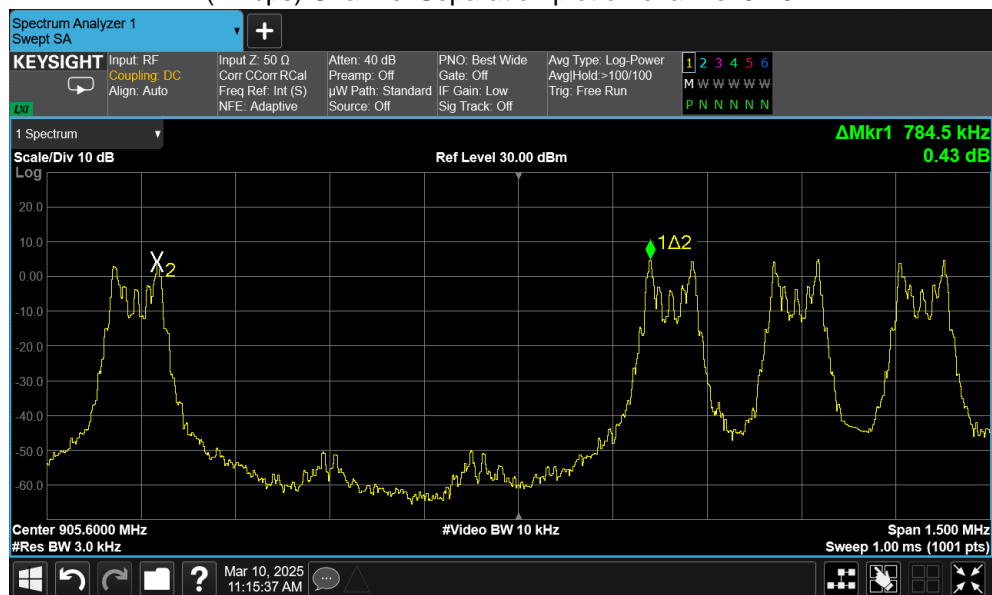 Spectrum Analyzer 1
Swept SA
+
KEYSIGHT
LXI
Input: RF
Coupling: DC
Align: Auto
Input Z: 50 Ω
Corr CCorr RCal
Freq Ref: Int (S)
NFE: Adaptive
Atten: 40 dB
Preamp: Off
µW Path: Standard
Source: Off
PNO: Best Wide
Gate: Off
IF Gain: Low
Sig Track: Off
Avg Type: Log-Power
Avg|Hold:>100/100
Trig: Free Run
1 2 3 4 5 6
M W W W W W
P N N N N N
1 Spectrum
ΔMkr1 784.5 kHz
0.43 dB
Scale/Div 10 dB
Ref Level 30.00 dBm
Log
20.0
10.0
0.00
-10.0
-20.0
-30.0
-40.0
-50.0
-60.0
X2
1Δ2
Center 905.6000 MHz
#Video BW 10 kHz
Span 1.500 MHz
#Res BW 3.0 kHz
Sweep 1.00 ms (1001 pts)
?
Mar 10, 2025
11:15:37 AM